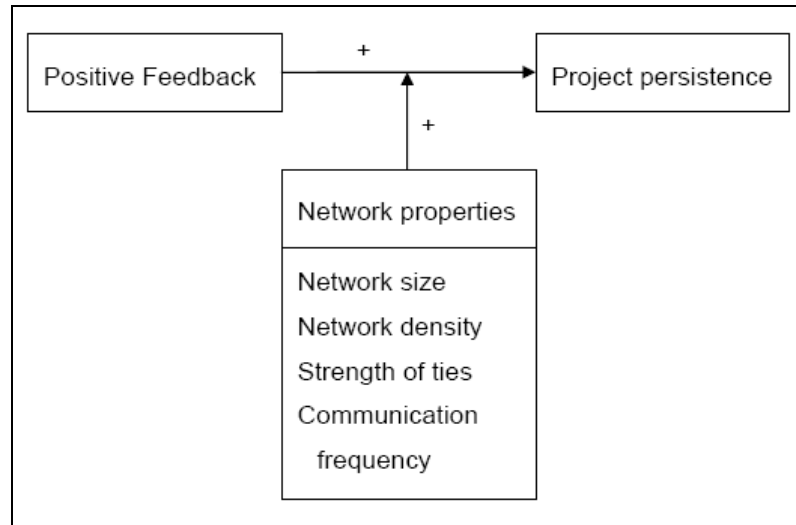 Positive Feedback
+
Project persistence
+
Network properties
Network size
Network density
Strength of ties
Communication
frequency